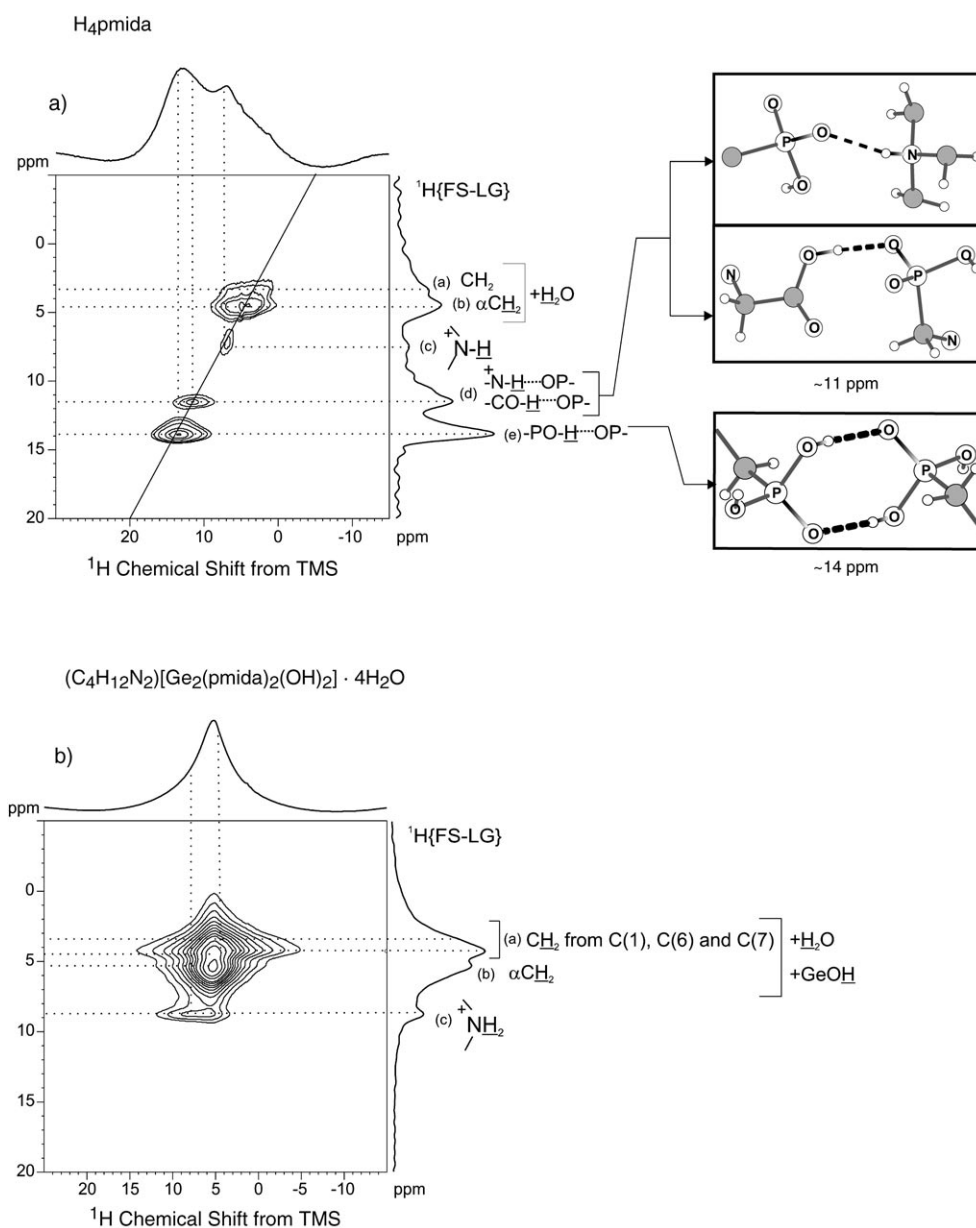 H4pmida
a)
ppm
¹H{FS-LG}
0
5
10
15
20
(a) CH2
(b) αCH2
+H2O
(c) +N-H
(d)
+
-N-H·····OP-
-CO-H·····OP-
(e) -PO-H·····OP-
20 10 0 -10 ppm
¹H Chemical Shift from TMS
O
P O
O
N
O
N
O
O
P
O
O
N
~11 ppm
O
P
O
O
O
P
O
O
~14 ppm
(C4H12N2)[Ge2(pmida)2(OH)2] · 4H2O
b)
ppm
¹H{FS-LG}
0
5
10
15
20
(a) CH2 from C(1), C(6) and C(7)
(b) αCH2
+H2O
+GeOH
(c) +NH2
20 15 10 5 0 -5 -10 ppm
¹H Chemical Shift from TMS